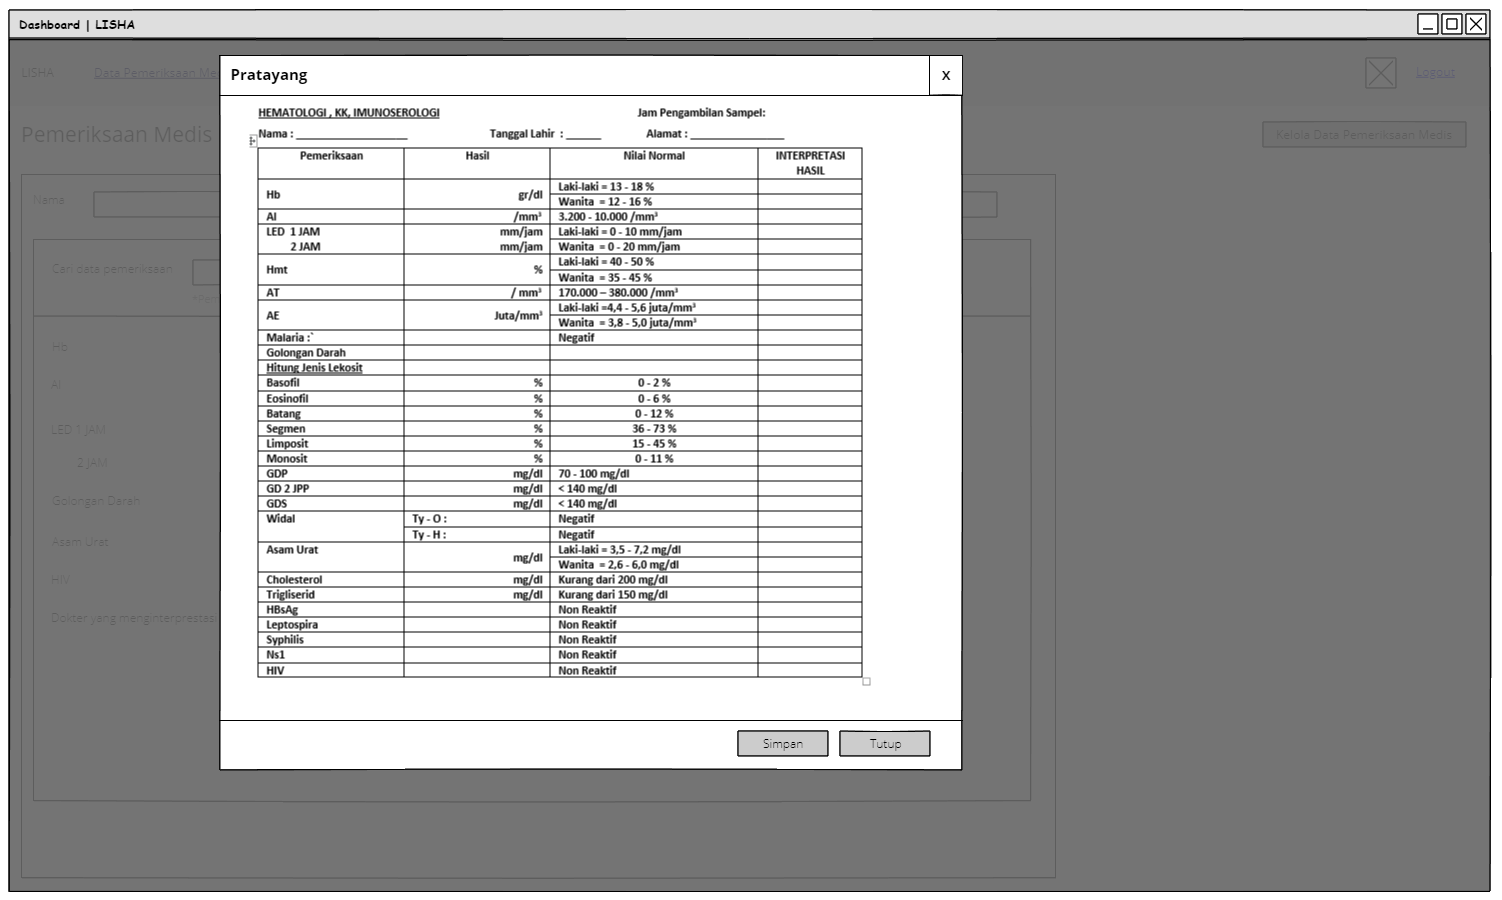 Dashboard | LISHA
LISHA
Data Pemeriksaan Me
Logout
Pemeriksaan Medis
Kelola Data Pemeriksaan Medis
Nama
Cari data pemeriksaan
Hb
Al
LED 1 JAM
2 JAM
Golongan Darah
Asam Urat
HIV
Dokter yang menginterprestas
Pratayang
X
HEMATOLOGI , KK, IMUNOSEROLOGI Jam Pengambilan Sampel:
Nama : __________________ Tanggal Lahir : ______ Alamat : ________________
Pemeriksaan Hasil Nilai Normal INTERPRETASI
HASIL
Hb gr/dl Laki-laki = 13 - 18 %
Wanita = 12 - 16 %
Al /mm³ 3.200 - 10.000 /mm³
LED 1 JAM mm/jam Laki-laki = 0 - 10 mm/jam
2 JAM mm/jam Wanita = 0 - 20 mm/jam
Hmt % Laki-laki = 40 - 50 %
Wanita = 35 - 45 %
AT / mm³ 170.000 – 380.000 /mm³
AE Juta/mm³ Laki-laki =4,4 - 5,6 juta/mm³
Wanita = 3,8 - 5,0 juta/mm³
Malaria :` Negatif
Golongan Darah
Hitung Jenis Lekosit
Basofil % 0 - 2 %
Eosinofil % 0 - 6 %
Batang % 0 - 12 %
Segmen % 36 - 73 %
Limposit % 15 - 45 %
Monosit % 0 - 11 %
GDP mg/dl 70 - 100 mg/dl
GD 2 JPP mg/dl < 140 mg/dl
GDS mg/dl < 140 mg/dl
Widal Ty - O : Negatif
Ty - H : Negatif
Asam Urat mg/dl Laki-laki = 3,5 - 7,2 mg/dl
Wanita = 2,6 - 6,0 mg/dl
Cholesterol mg/dl Kurang dari 200 mg/dl
Trigliserid mg/dl Kurang dari 150 mg/dl
HBsAg Non Reaktif
Leptospira Non Reaktif
Syphilis Non Reaktif
Ns1 Non Reaktif
HIV Non Reaktif
Simpan
Tutup